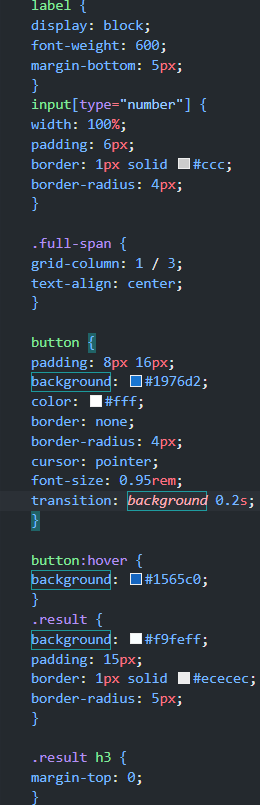 label {
display: block;
font-weight: 600;
margin-bottom: 5px;
}
input[type="number"] {
width: 100%;
padding: 6px;
border: 1px solid #ccc;
border-radius: 4px;
}
.full-span {
grid-column: 1 / 3;
text-align: center;
}
button {
padding: 8px 16px;
background: #1976d2;
color: #fff;
border: none;
border-radius: 4px;
cursor: pointer;
font-size: 0.95rem;
transition: background 0.2s;
}
button:hover {
background: #1565c0;
}
.result {
background: #f9feff;
padding: 15px;
border: 1px solid #ececec;
border-radius: 5px;
}
.result h3 {
margin-top: 0;
}